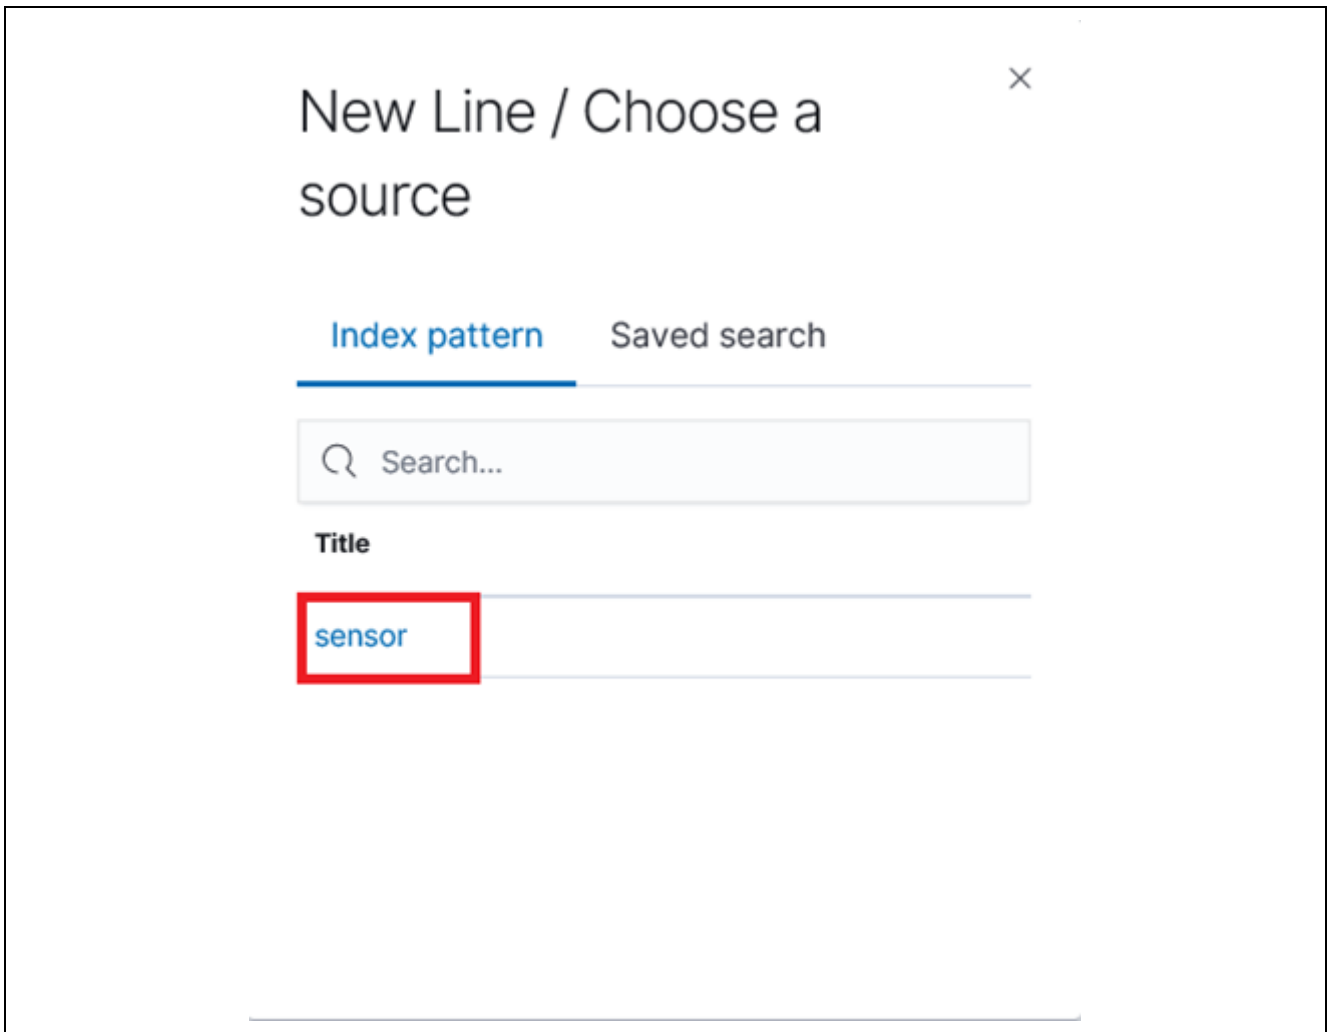 New Line / Choose a
source
Index pattern Saved search
Search...
Title
sensor